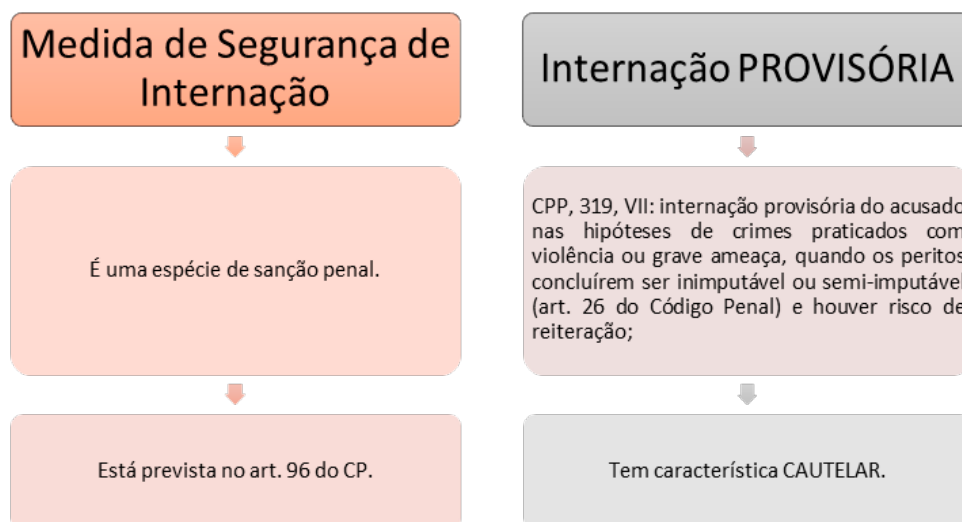 Medida de Segurança de
Internação
É uma espécie de sanção penal.
Está prevista no art. 96 do CP.
Internação PROVISÓRIA
CPP, 319, VII: internação provisória do acusado
nas hipóteses de crimes praticados com
violência ou grave ameaça, quando os peritos
concluírem ser inimputável ou semi-imputável
(art. 26 do Código Penal) e houver risco de
reiteração;
Tem característica CAUTELAR.